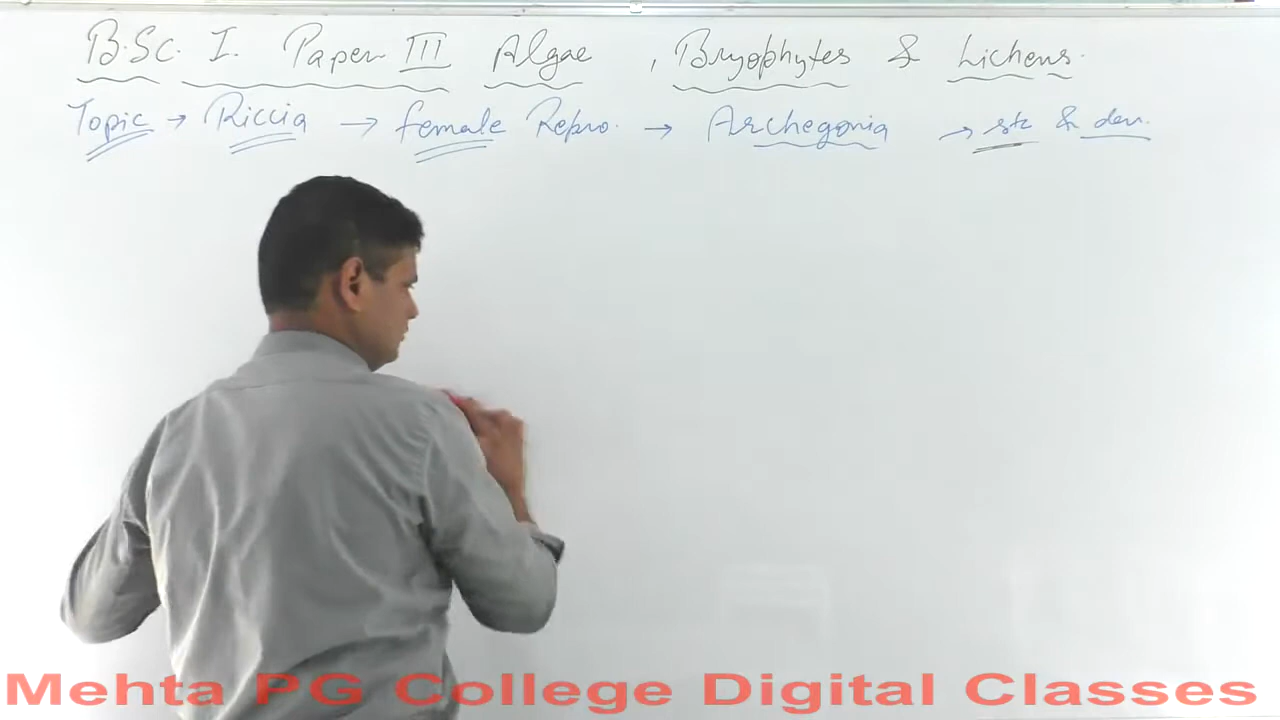 B.Sc. I. Paper III Algae, Bryophytes & Lichens.
Topic → Riccia → female Repro. → Archegonia → str & dev.
Mehta PG College Digital Classes